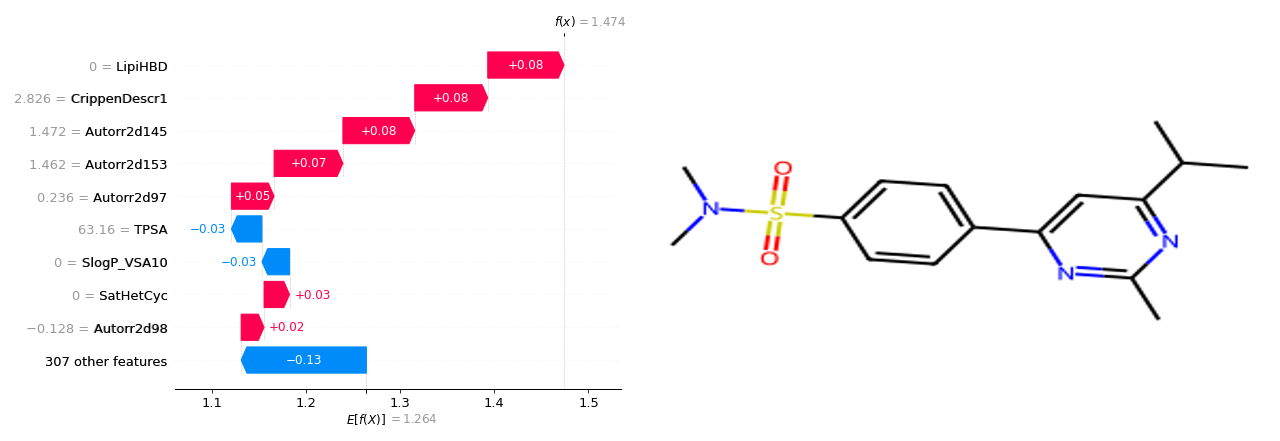 f(x) = 1.474
0 = LipiHBD +0.08
2.826 = CrippenDescr1 +0.08
1.472 = Autorr2d145 +0.08
1.462 = Autorr2d153 +0.07
0.236 = Autorr2d97 +0.05
63.16 = TPSA −0.03
0 = SlogP_VSA10 −0.03
0 = SatHetCyc +0.03
−0.128 = Autorr2d98 +0.02
307 other features −0.13
1.1 1.2 1.3 1.4 1.5
E[f(X)] = 1.264
O
N S
O
N
N